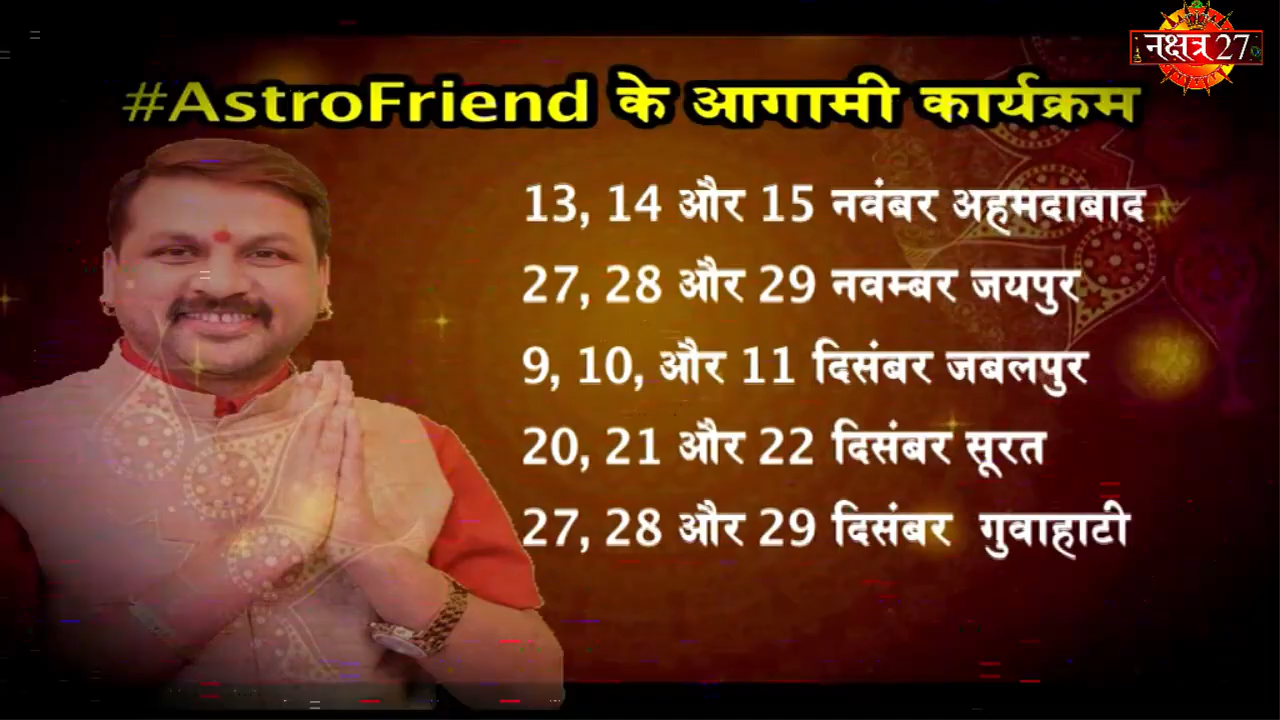 नक्षत्र 27
#AstroFriend के आगामी कार्यक्रम
13, 14 और 15 नवंबर अहमदाबाद
27, 28 और 29 नवम्बर जयपुर
9, 10, और 11 दिसंबर जबलपुर
20, 21 और 22 दिसंबर सूरत
27, 28 और 29 दिसंबर गुवाहाटी